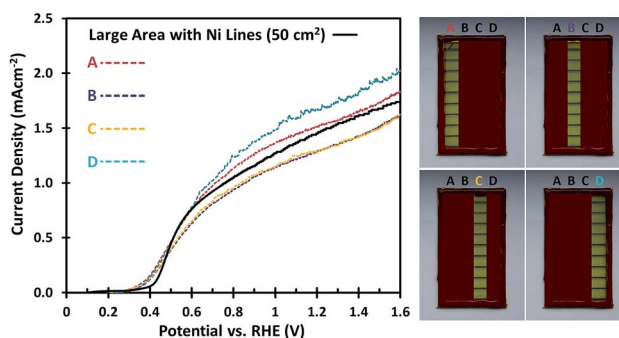 Large Area with Ni Lines (50 cm²)
A
B
C
D
Current Density (mAcm⁻²)
2.5
2.0
1.5
1.0
0.5
0.0
0 0.2 0.4 0.6 0.8 1.0 1.2 1.4 1.6
Potential vs. RHE (V)
A B C D
A B C D
A B C D
A B C D